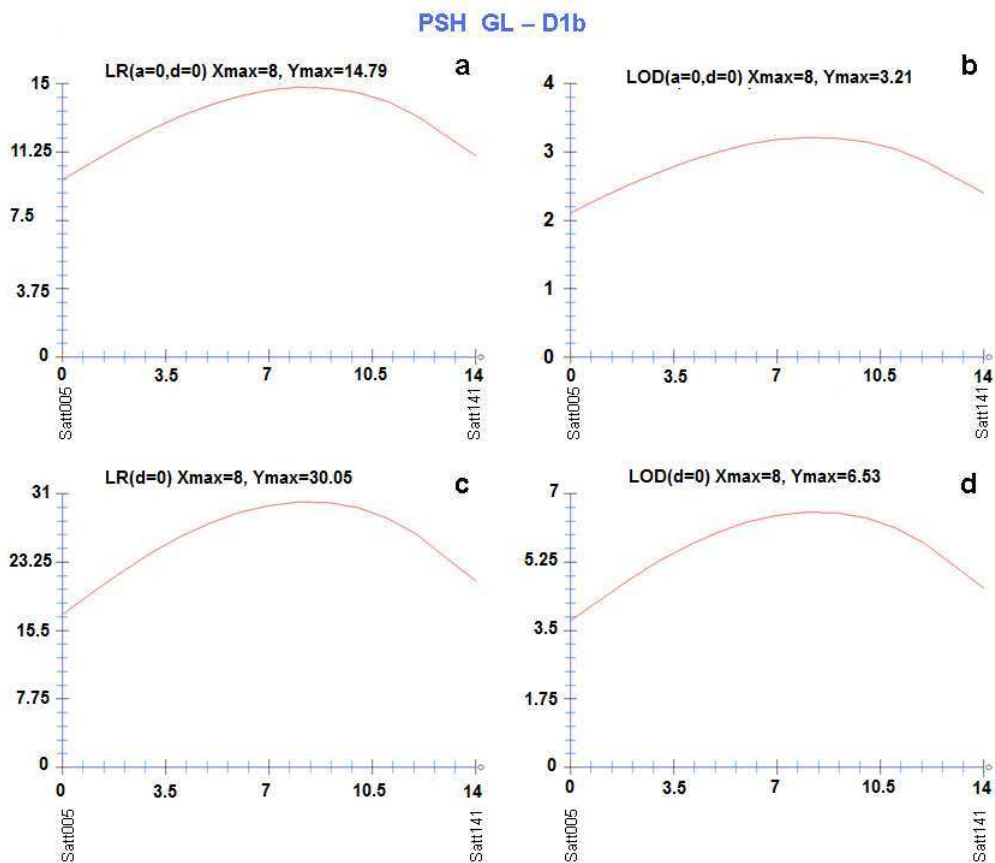 PSH GL – D1b
LR(a=0,d=0) Xmax=8, Ymax=14.79
a
15
11.25
7.5
3.75
0
0 3.5 7 10.5 14
Satt005 Satt141
LOD(a=0,d=0) Xmax=8, Ymax=3.21
b
4
3
2
1
0
0 3.5 7 10.5 14
Satt005 Satt141
LR(d=0) Xmax=8, Ymax=30.05
c
31
23.25
15.5
7.75
0
0 3.5 7 10.5 14
Satt005 Satt141
LOD(d=0) Xmax=8, Ymax=6.53
d
7
5.25
3.5
1.75
0
0 3.5 7 10.5 14
Satt005 Satt141